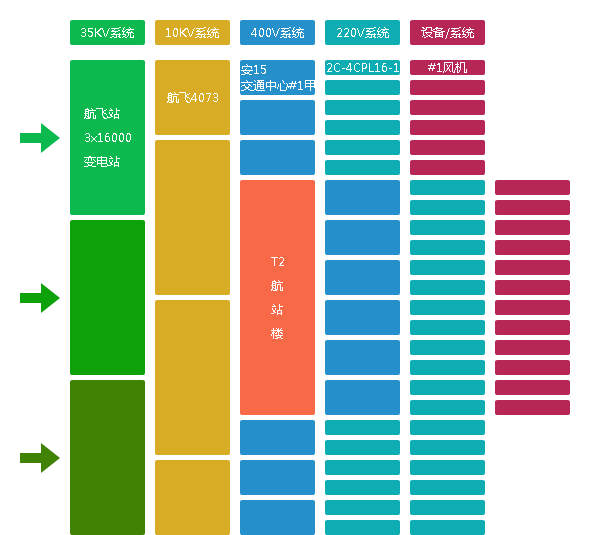 35KV系统
10KV系统
400V系统
220V系统
设备/系统
航飞站
3x16000
变电站
航飞4073
安15
交通中心#1甲
2C-4CPL16-1
#1风机
T2
航
站
楼